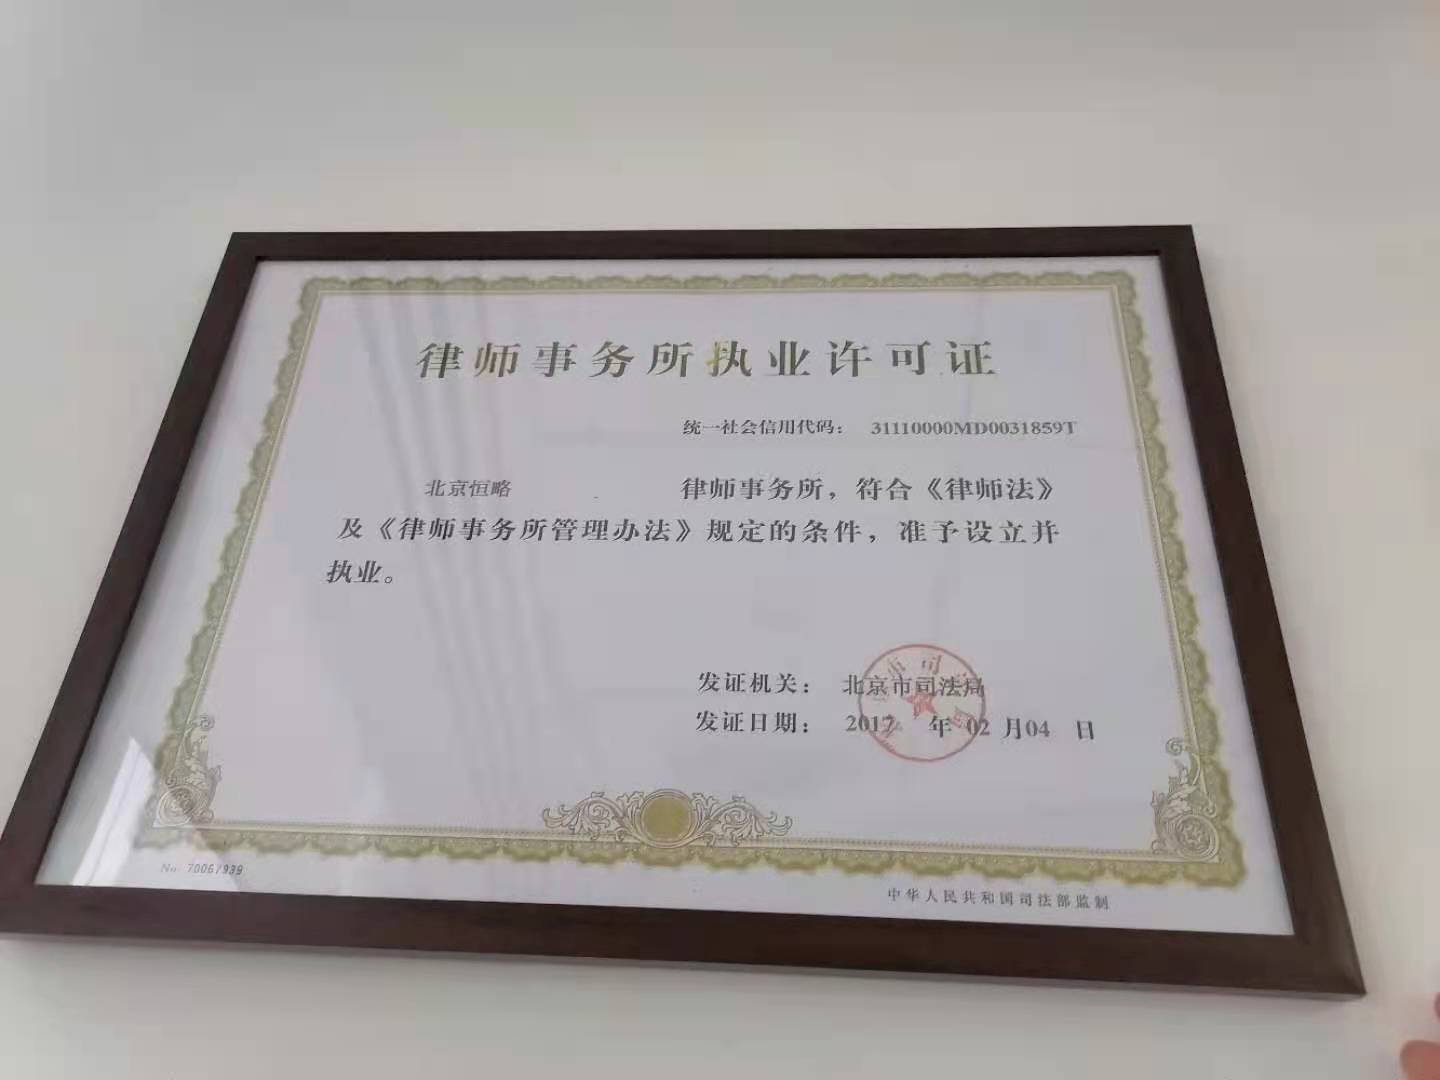 律师事务所执业许可证
统一社会信用代码： 31110000MD0031859T
北京恒略 律师事务所，符合《律师法》
及《律师事务所管理办法》规定的条件，准予设立并
执业。
发证机关： 北京市司法局
发证日期： 2017 年 02 月 04 日
No. 70067939
中华人民共和国司法部监制